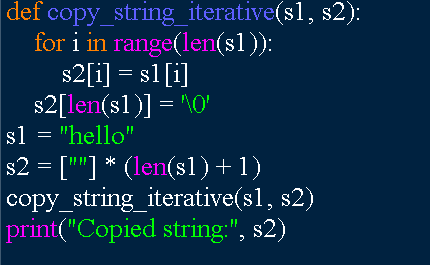 def copy_string_iterative(s1, s2):
    for i in range(len(s1)):
        s2[i] = s1[i]
    s2[len(s1)] = '\0'
s1 = "hello"
s2 = [""] * (len(s1) + 1)
copy_string_iterative(s1, s2)
print("Copied string:", s2)